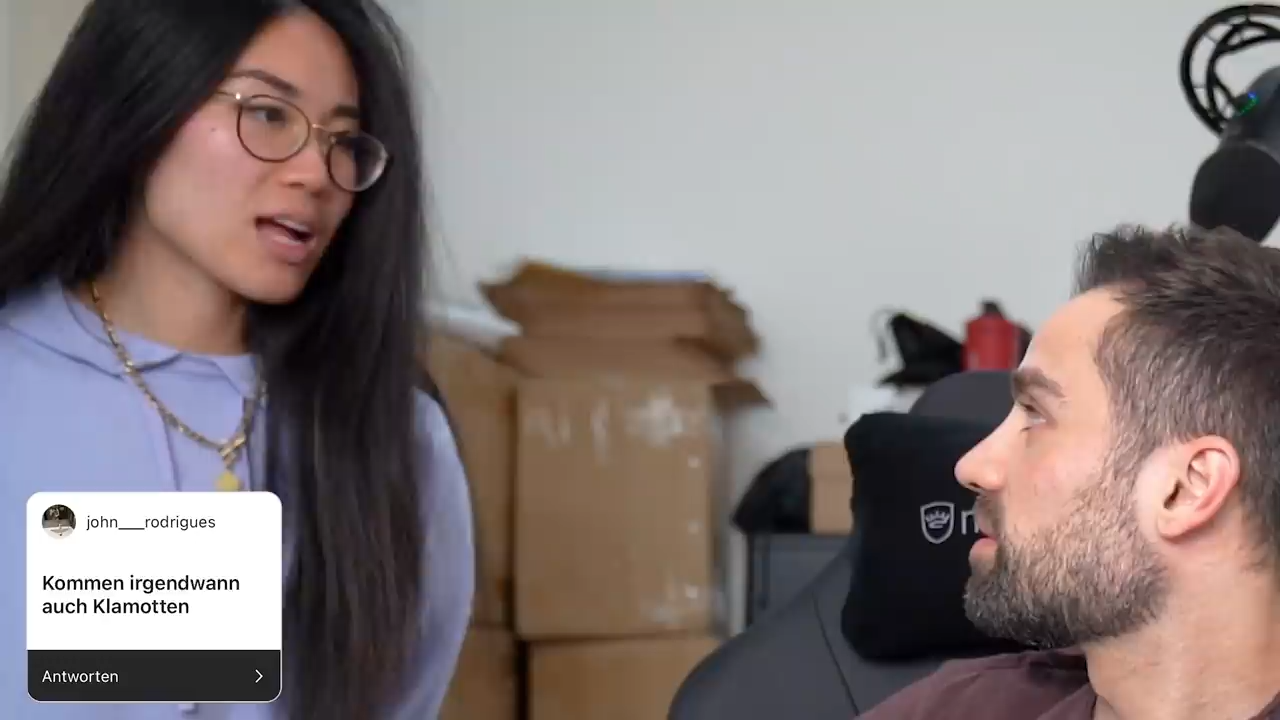 john___rodrigues
Kommen irgendwann
auch Klamotten
Antworten